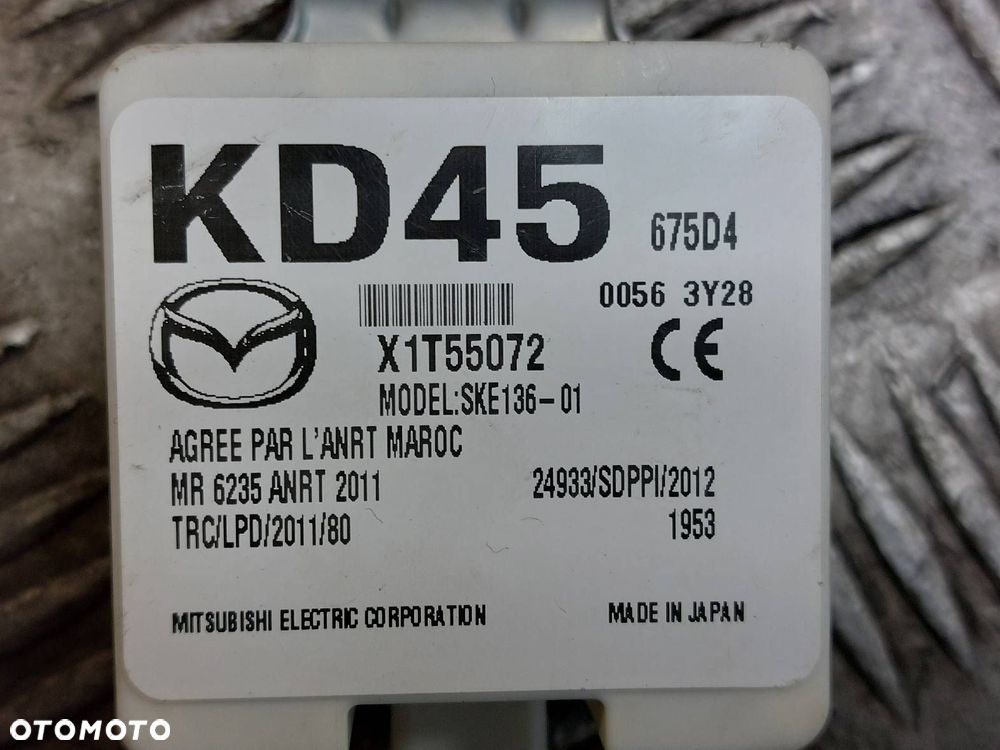 KD45
675D4
0056 3Y28
X1T55072
CE
MODEL:SKE136-01
AGREE PAR L'ANRT MAROC
MR 6235 ANRT 2011
24933/SDPPI/2012
TRC/LPD/2011/80
1953
MITSUBISHI ELECTRIC CORPORATION
MADE IN JAPAN
OTOMOTO